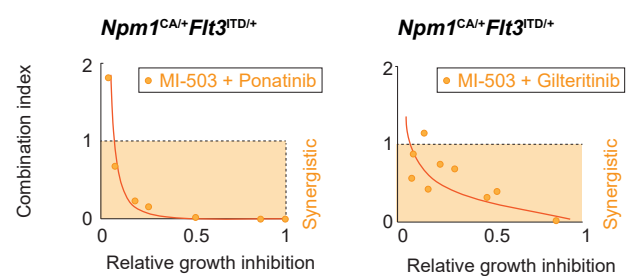 Npm1CA/+Flt3ITD/+
Combination index
2
1
0
MI-503 + Ponatinib
Synergistic
0
0.5
1
Relative growth inhibition
Npm1CA/+Flt3ITD/+
2
1
0
MI-503 + Gilteritinib
Synergistic
0
0.5
1
Relative growth inhibition